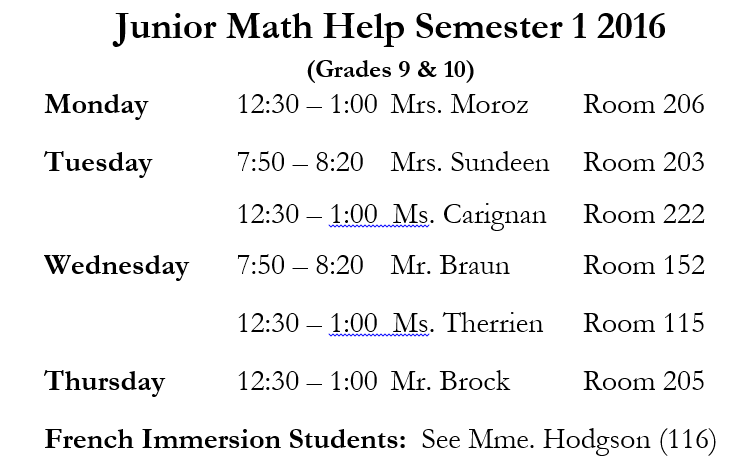 Junior Math Help Semester 1 2016
(Grades 9 & 10)
Monday 12:30 – 1:00 Mrs. Moroz Room 206
Tuesday 7:50 – 8:20 Mrs. Sundeen Room 203
12:30 – 1:00 Ms. Carignan Room 222
Wednesday 7:50 – 8:20 Mr. Braun Room 152
12:30 – 1:00 Ms. Therrien Room 115
Thursday 12:30 – 1:00 Mr. Brock Room 205
French Immersion Students: See Mme. Hodgson (116)